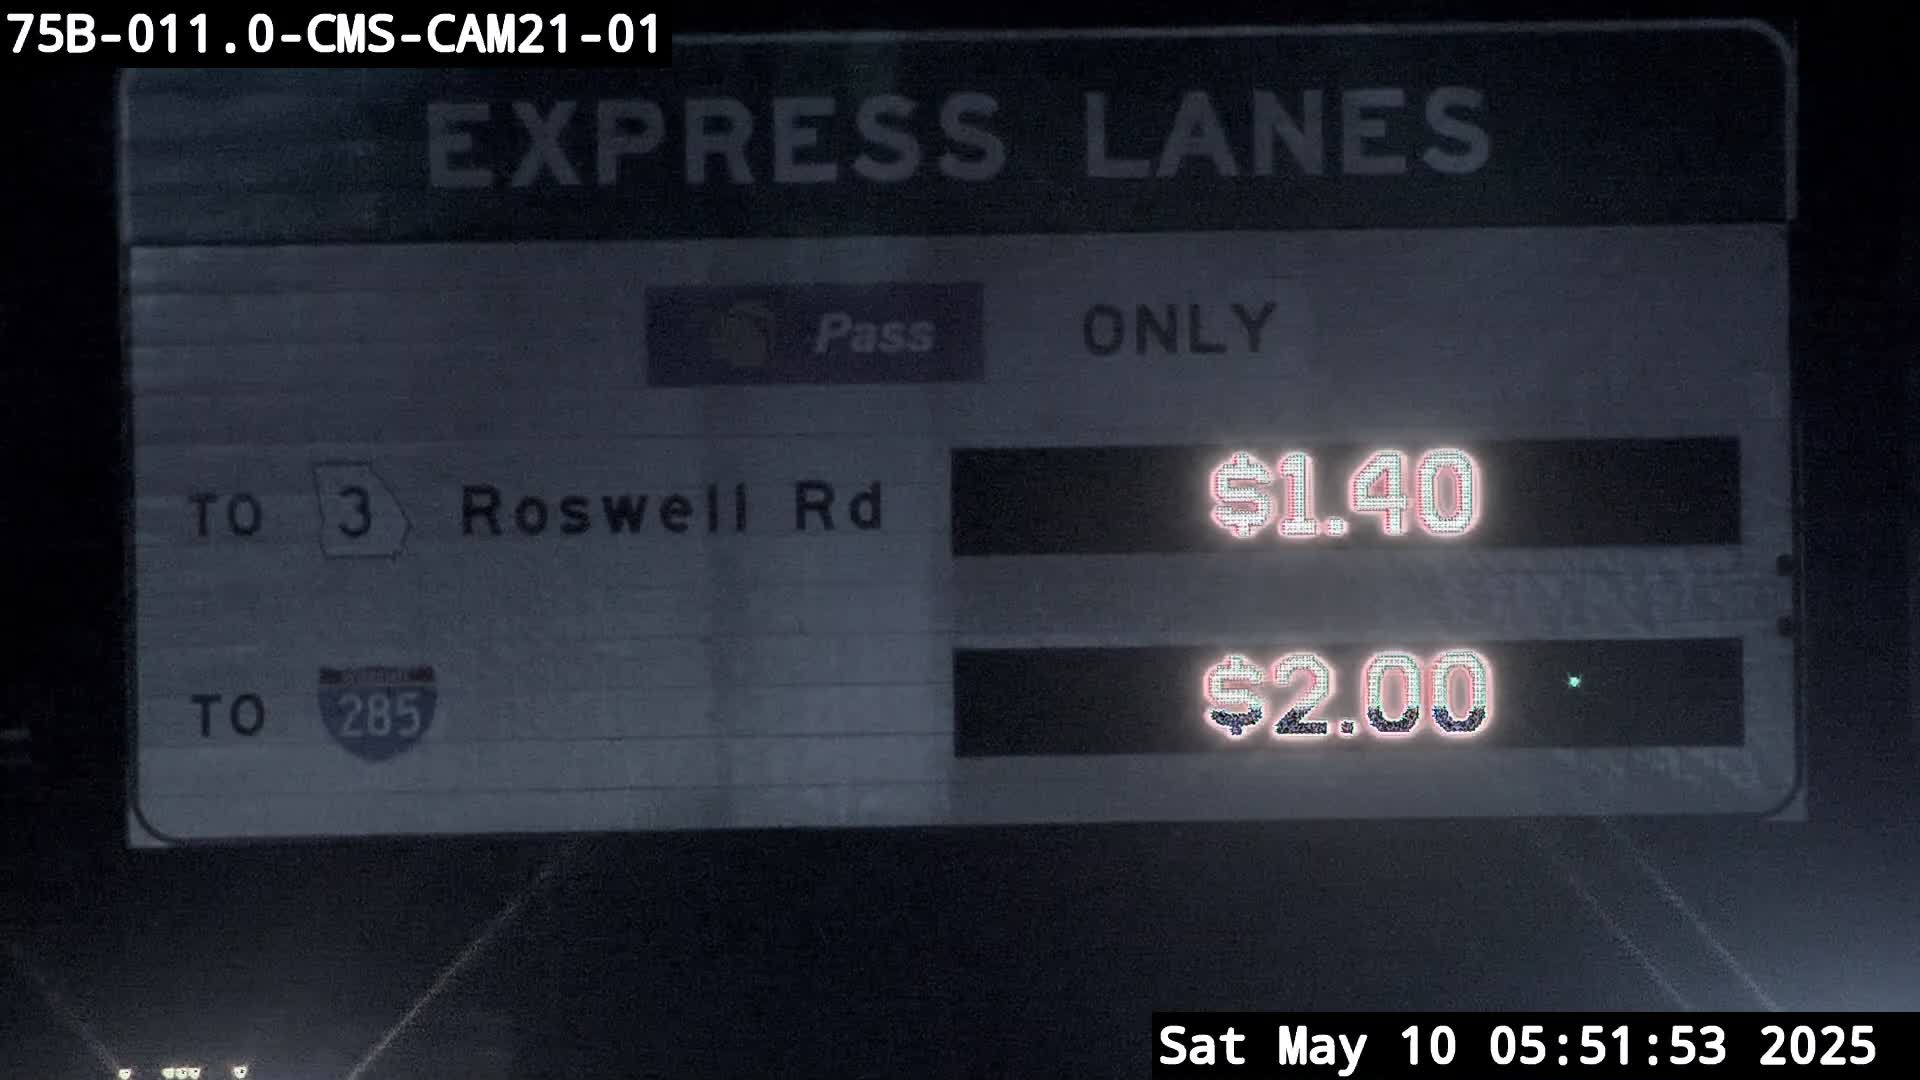 75B-011.0-CMS-CAM21-01
EXPRESS LANES
Pass ONLY
TO 3 Roswell Rd $1.40
TO 285 $2.00
Sat May 10 05:51:53 2025